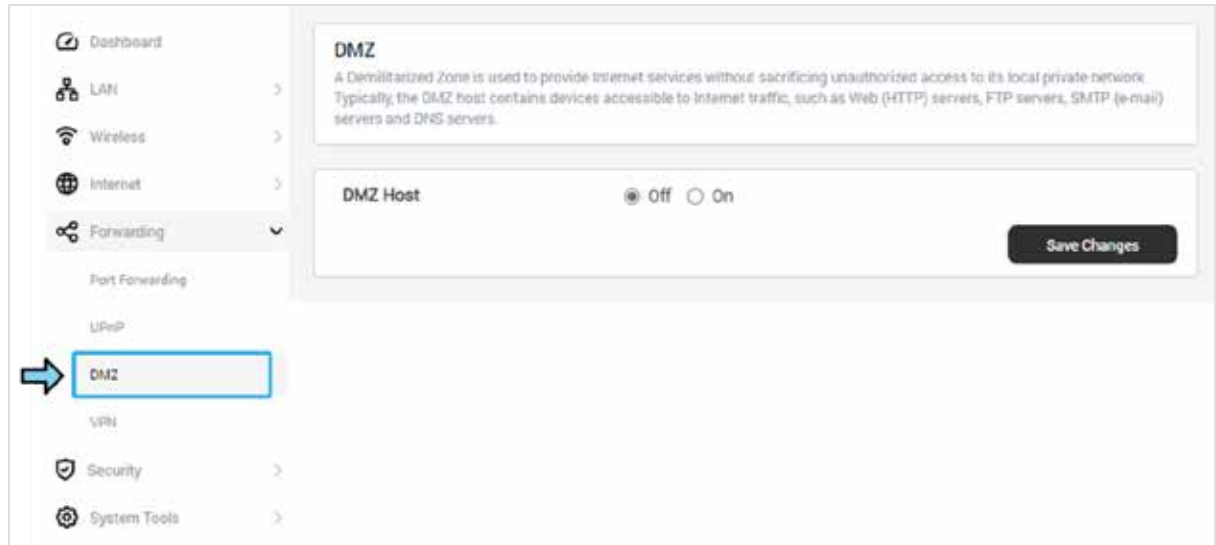 Dashboard
LAN
Wireless
Internet
Forwarding
Port Forwarding
UPnP
DMZ
VPN
Security
System Tools
DMZ
A Demilitarized Zone is used to provide Internet services without sacrificing unauthorized access to its local private network
Typically, the DMZ host contains devices accessible to Internet traffic, such as Web (HTTP) servers, FTP servers, SMTP (e-mail)
servers and DNS servers.
DMZ Host Off On
Save Changes